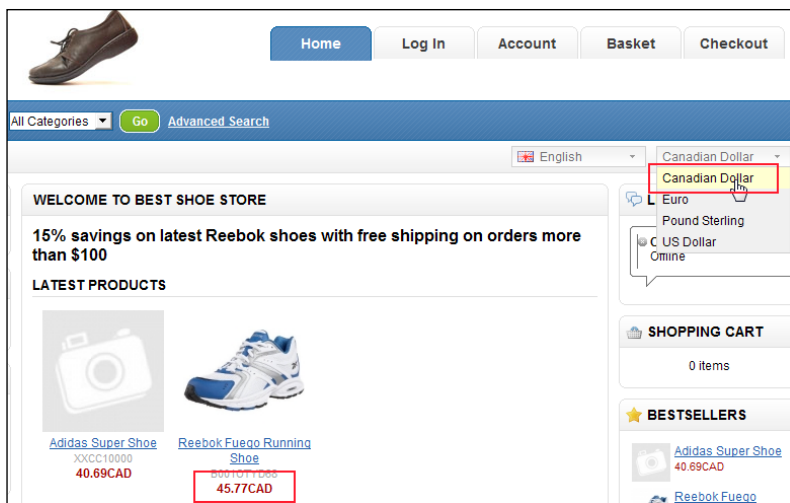 Home
Log In
Account
Basket
Checkout
All Categories
Go
Advanced Search
English
Canadian Dollar
Canadian Dollar
Euro
Pound Sterling
US Dollar
Offline
WELCOME TO BEST SHOE STORE
15% savings on latest Reebok shoes with free shipping on orders more
than $100
LATEST PRODUCTS
Adidas Super Shoe
XXCC10000
40.69CAD
Reebok Fuego Running
Shoe
45.77CAD
SHOPPING CART
0 items
BESTSELLERS
Adidas Super Shoe
40.69CAD
Reebok Fuego